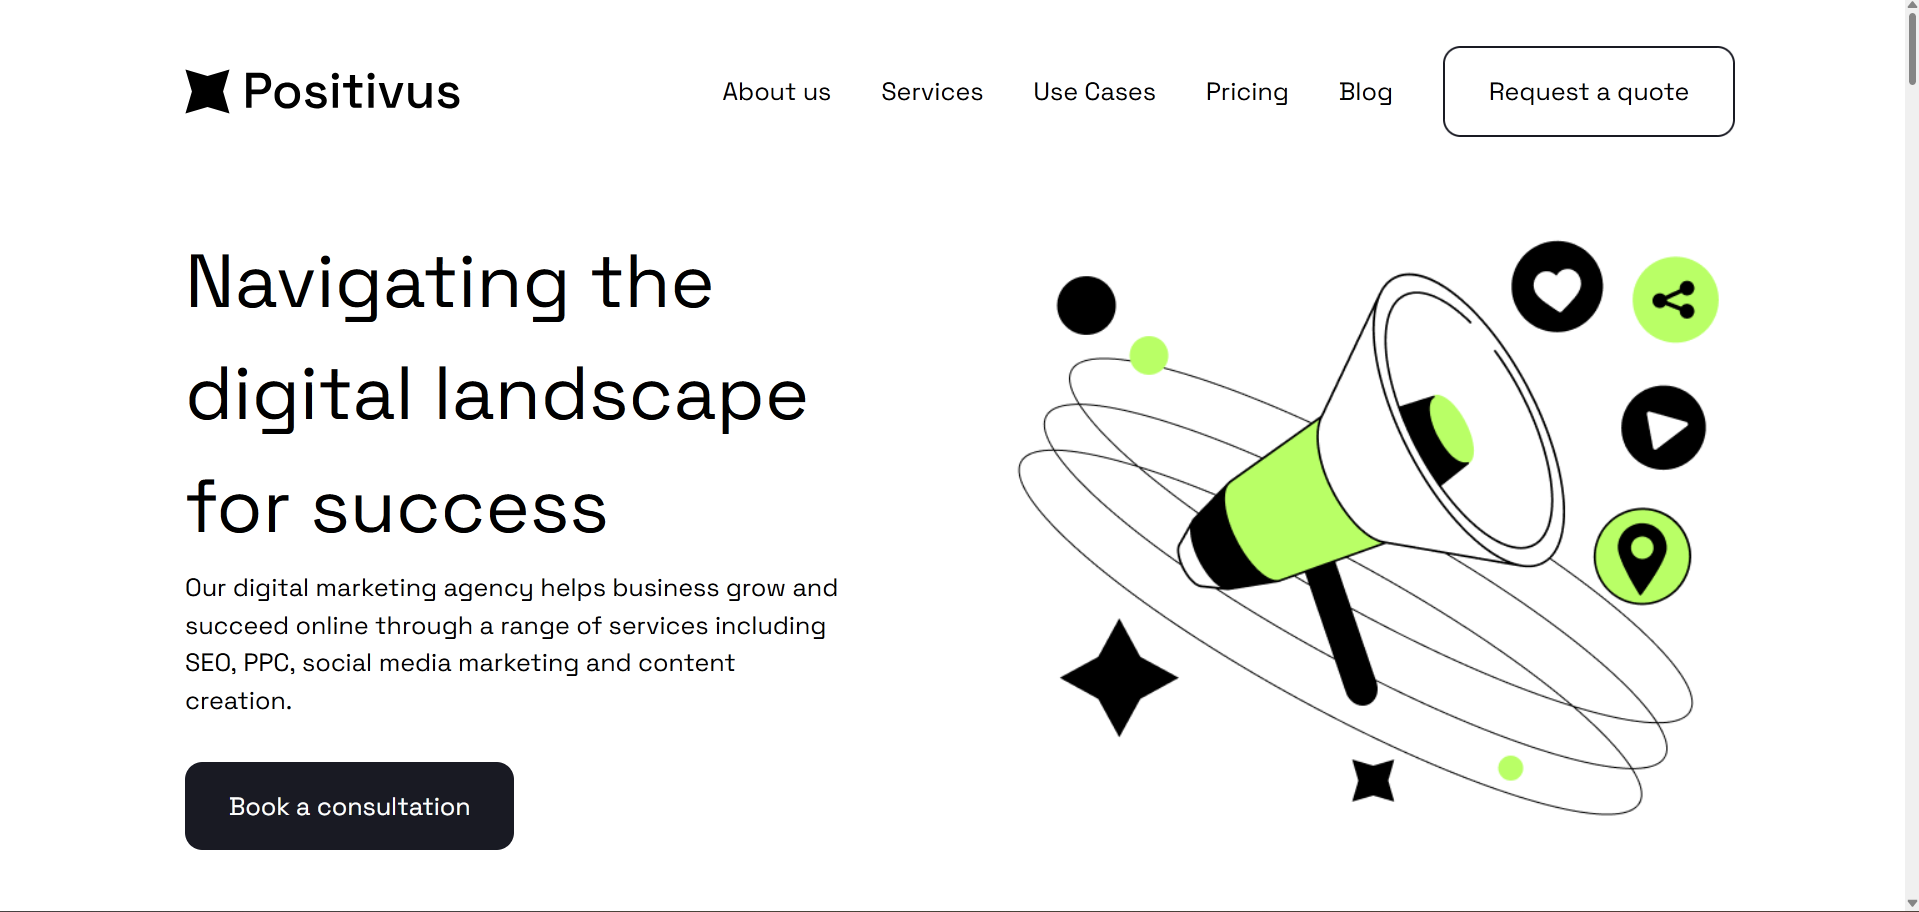 Positivus
About us Services Use Cases Pricing Blog Request a quote
Navigating the
digital landscape
for success
Our digital marketing agency helps business grow and
succeed online through a range of services including
SEO, PPC, social media marketing and content
creation.
Book a consultation